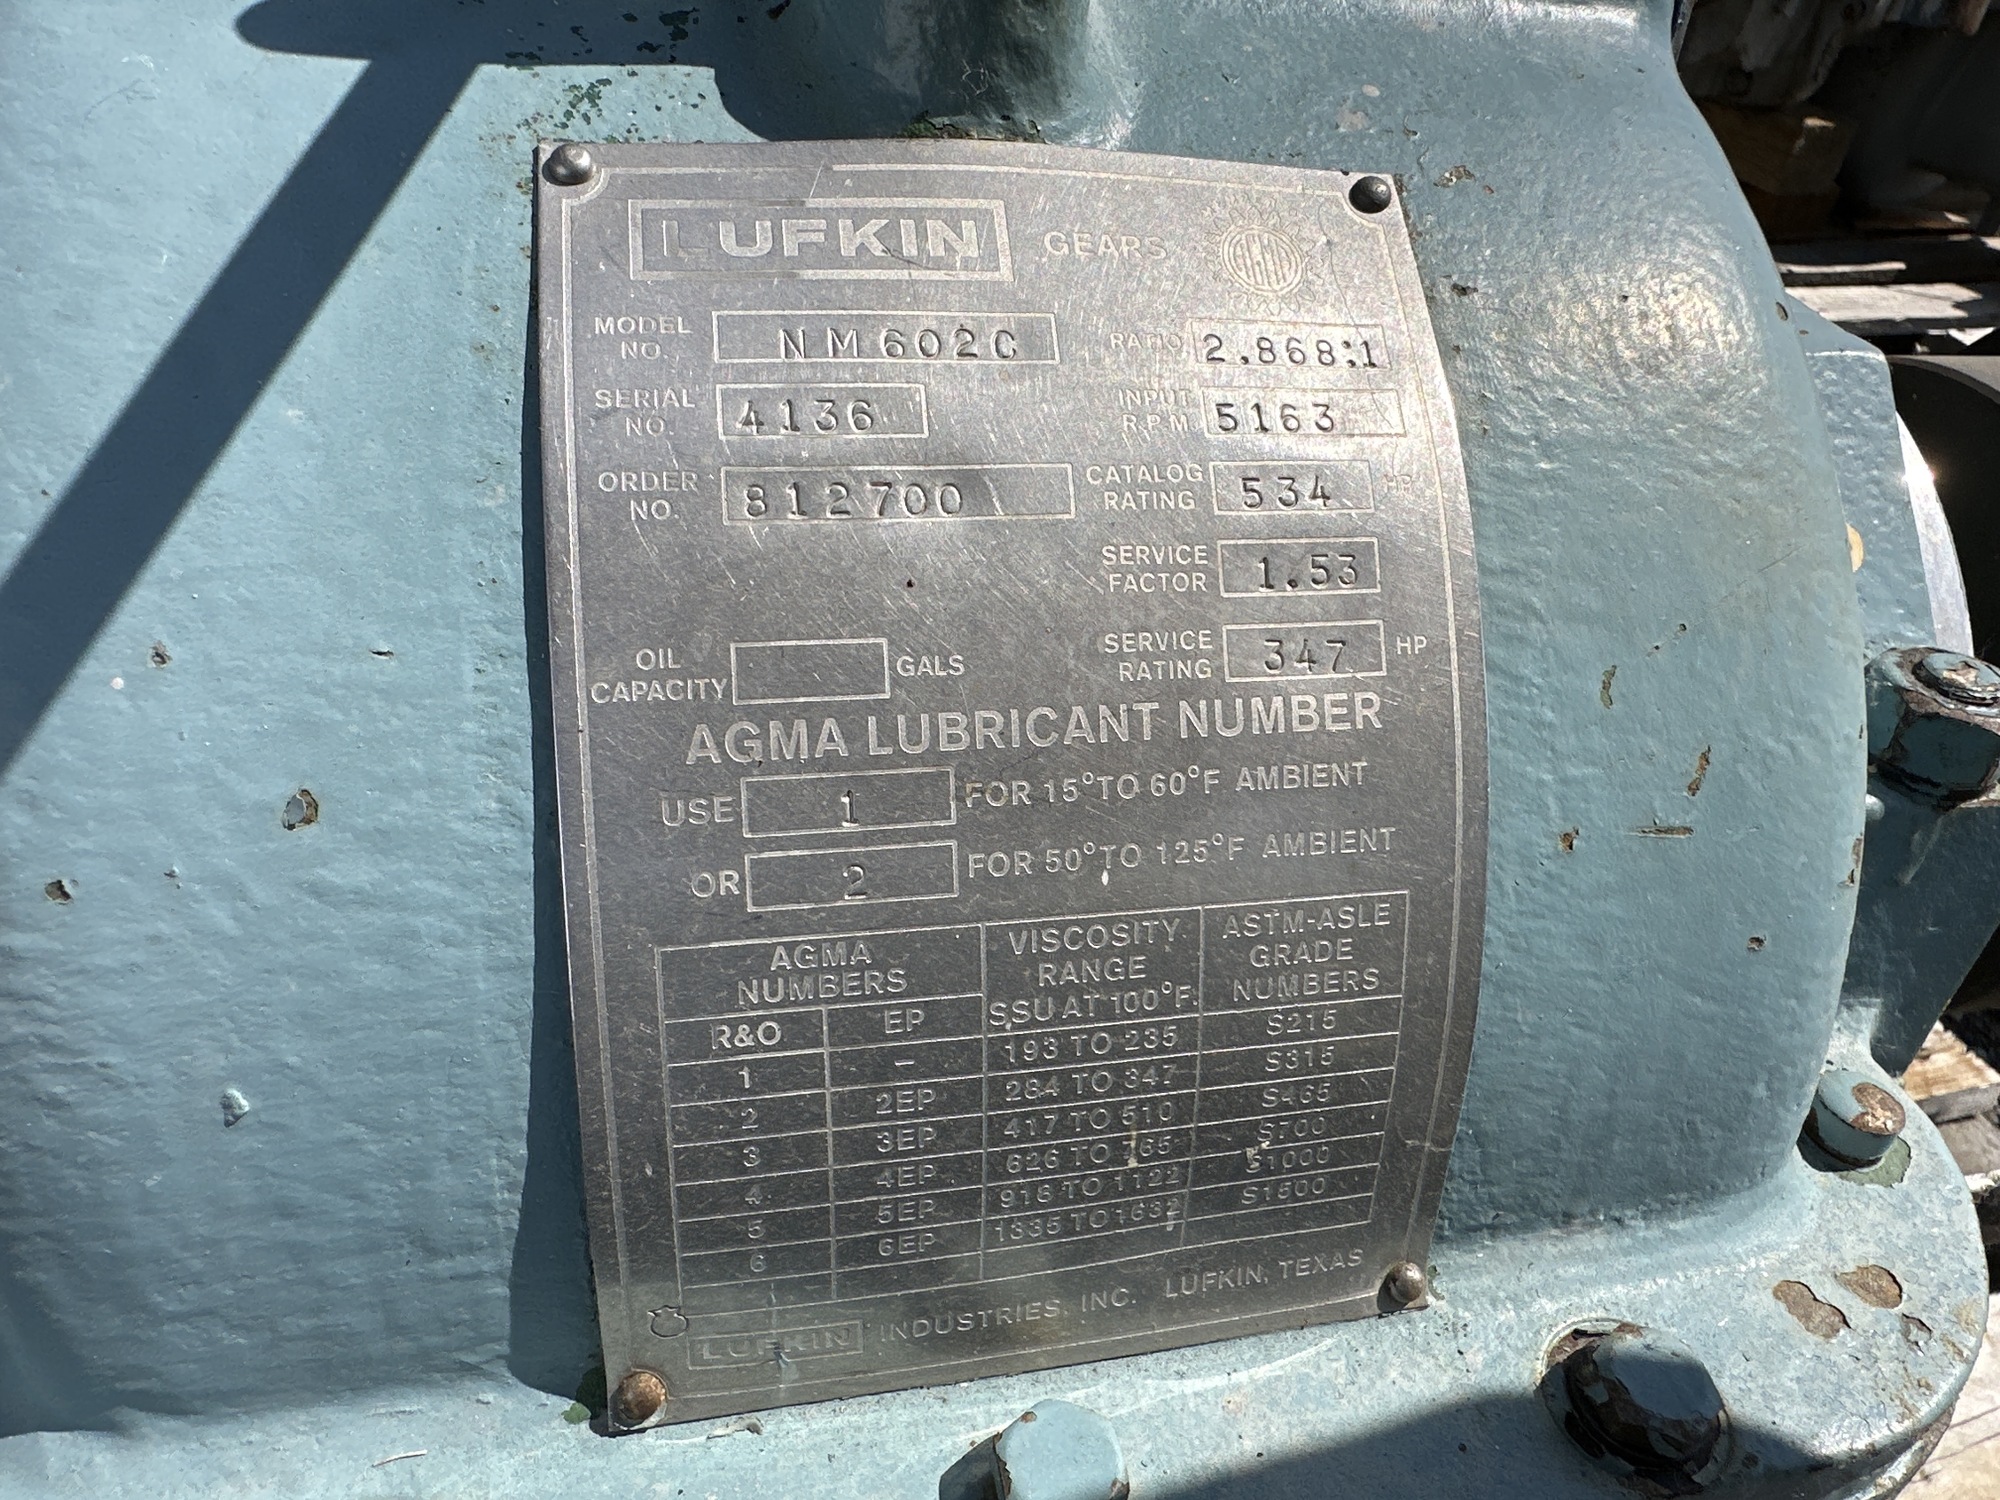 LUFKIN GEARS AGMA
MODEL NO. NM602C RATIO 2.868:1
SERIAL NO. 4136 INPUT R.P.M. 5163
ORDER NO. 812700 CATALOG RATING 534 HP
SERVICE FACTOR 1.53
OIL CAPACITY GALS SERVICE RATING 347 HP
AGMA LUBRICANT NUMBER
USE 1 FOR 15°TO 60°F AMBIENT
OR 2 FOR 50°TO 125°F AMBIENT
AGMA NUMBERS VISCOSITY RANGE SSU AT 100°F. ASTM-ASLE GRADE NUMBERS
R&O EP
1 - 193 TO 235 S215
2 2EP 284 TO 347 S315
3 3EP 417 TO 510 S465
4 4EP 626 TO 765 S700
5 5EP 918 TO 1122 S1000
6 6EP 1335 TO 1632 S1500
LUFKIN INDUSTRIES, INC. LUFKIN, TEXAS